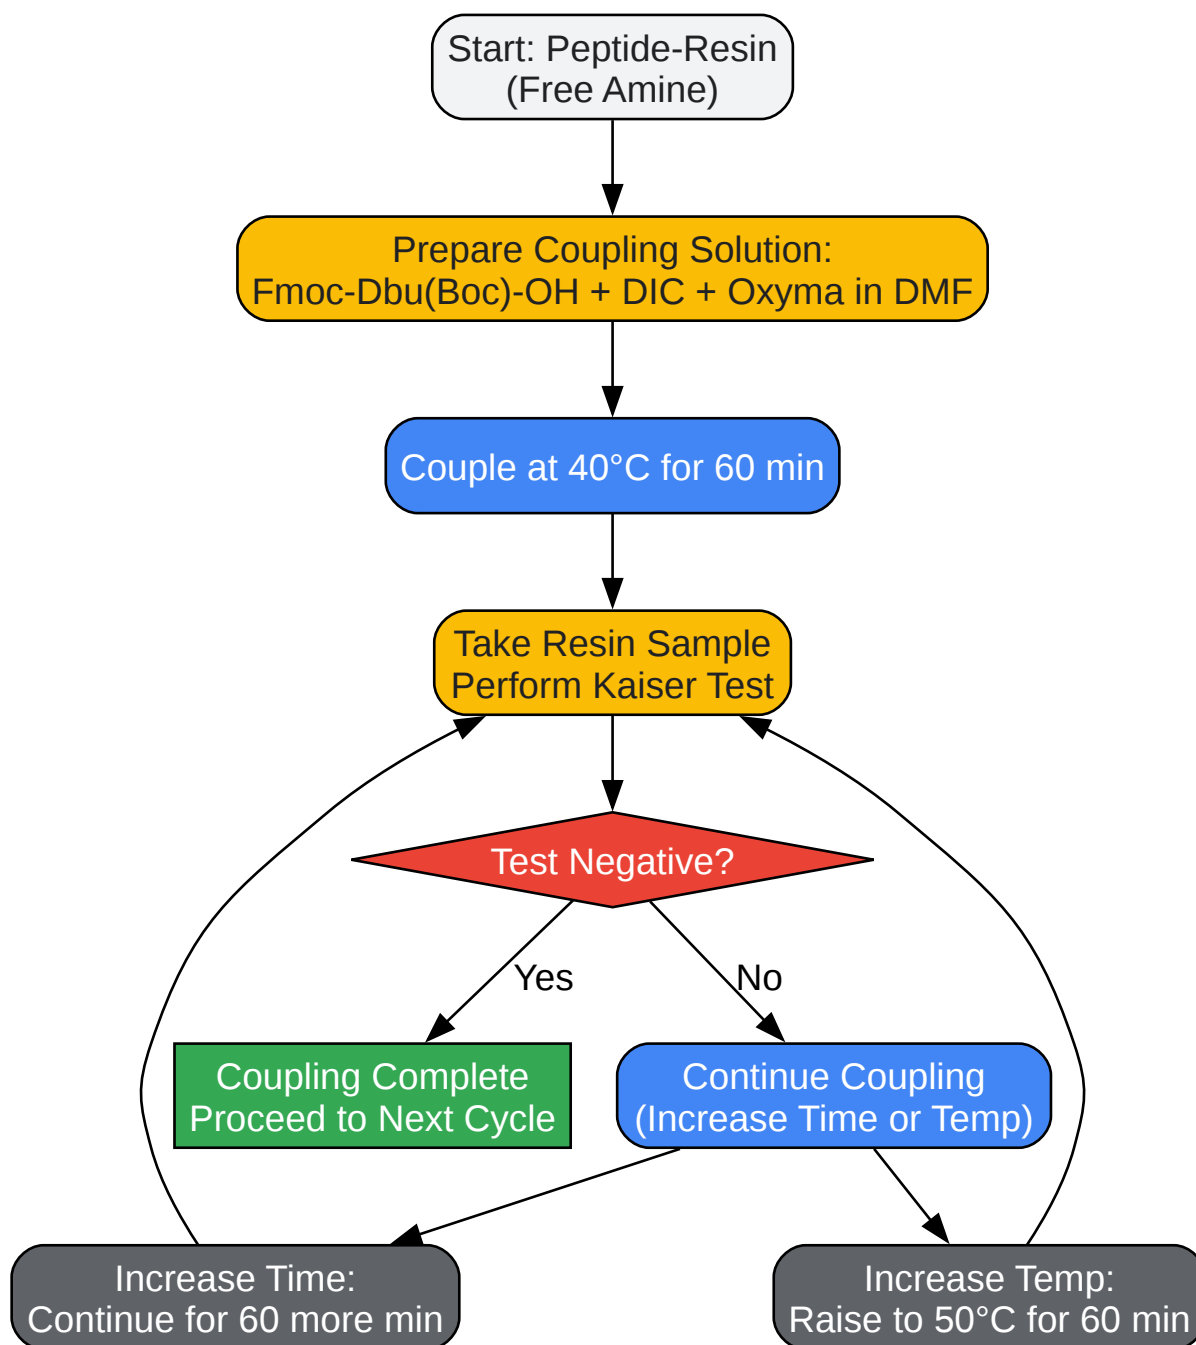 Start: Peptide-Resin
(Free Amine)
Prepare Coupling Solution:
Fmoc-Dbu(Boc)-OH + DIC + Oxyma in DMF
Couple at 40°C for 60 min
Take Resin Sample
Perform Kaiser Test
Test Negative?
Yes
No
Coupling Complete
Proceed to Next Cycle
Continue Coupling
(Increase Time or Temp)
Increase Time:
Continue for 60 more min
Increase Temp:
Raise to 50°C for 60 min